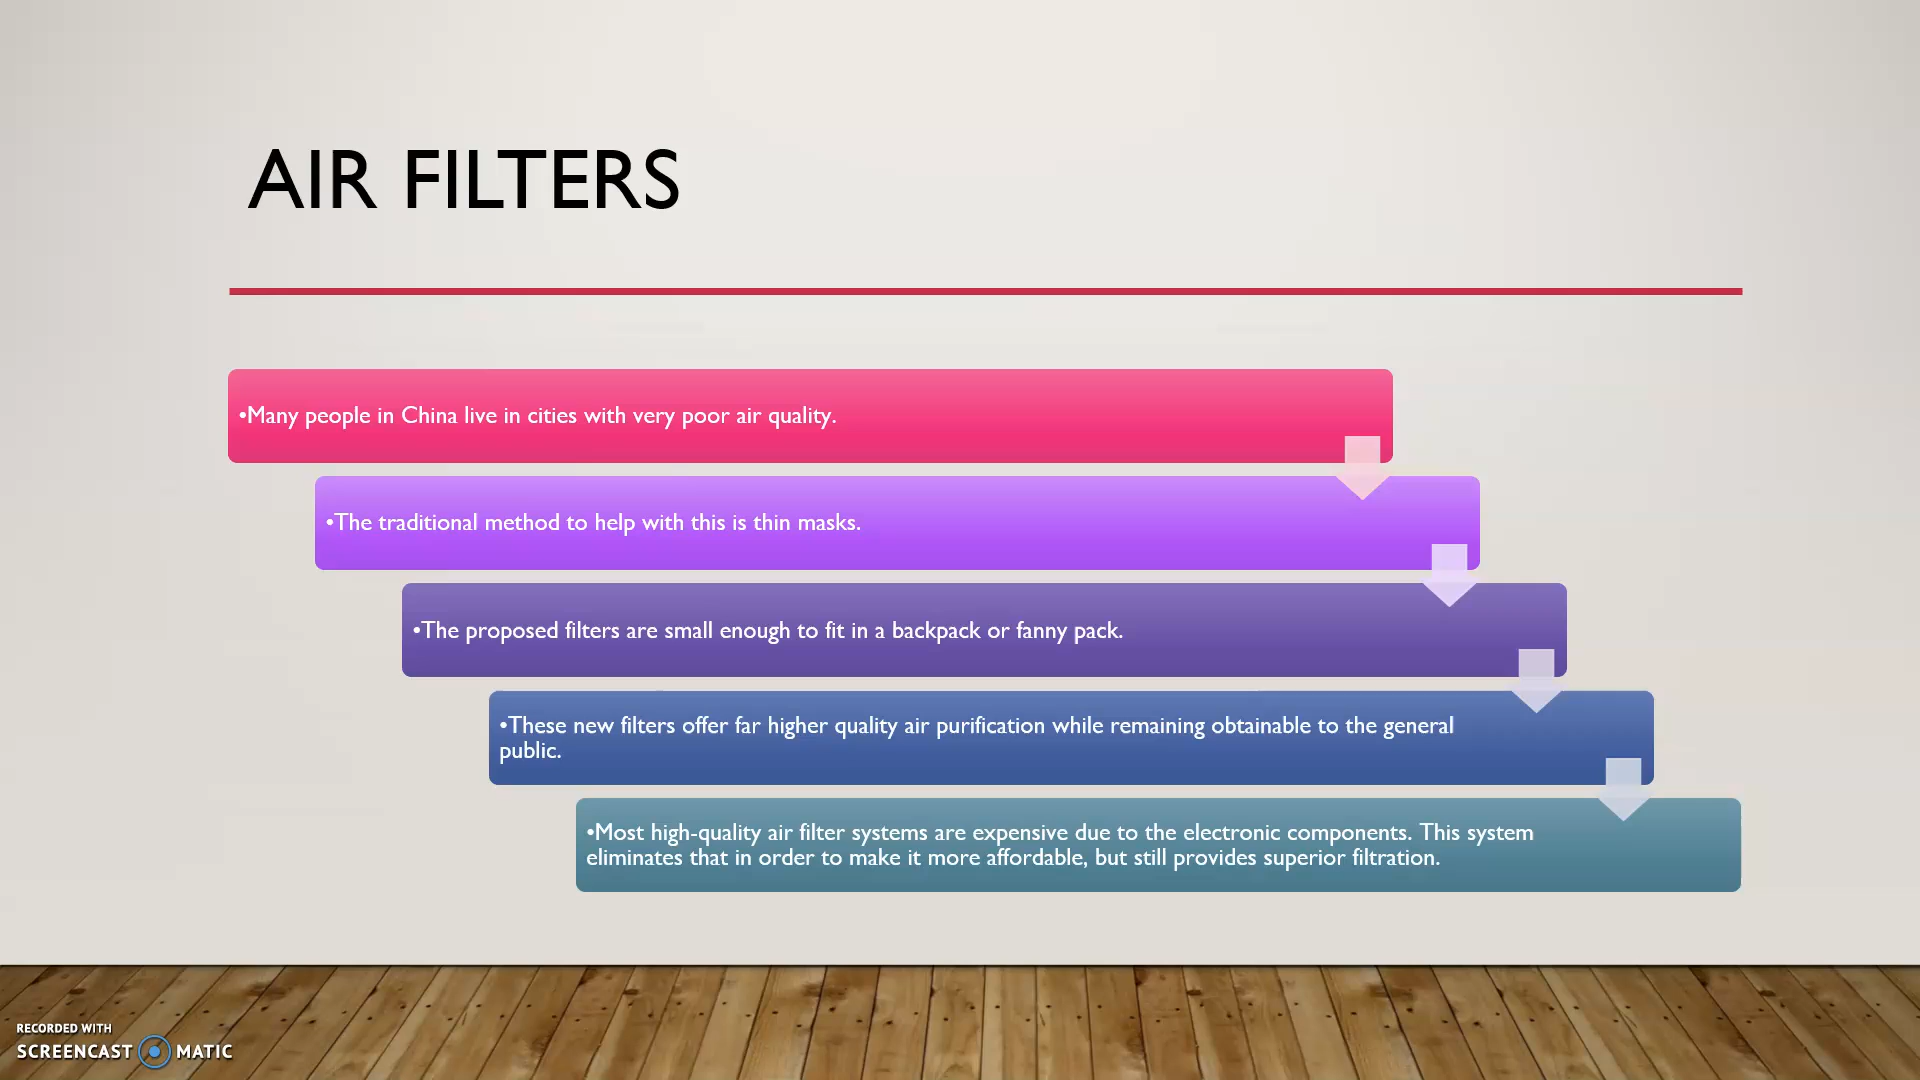 AIR FILTERS
•Many people in China live in cities with very poor air quality.
•The traditional method to help with this is thin masks.
•The proposed filters are small enough to fit in a backpack or fanny pack.
•These new filters offer far higher quality air purification while remaining obtainable to the general
public.
•Most high-quality air filter systems are expensive due to the electronic components. This system
eliminates that in order to make it more affordable, but still provides superior filtration.
RECORDED WITH
SCREENCAST MATIC